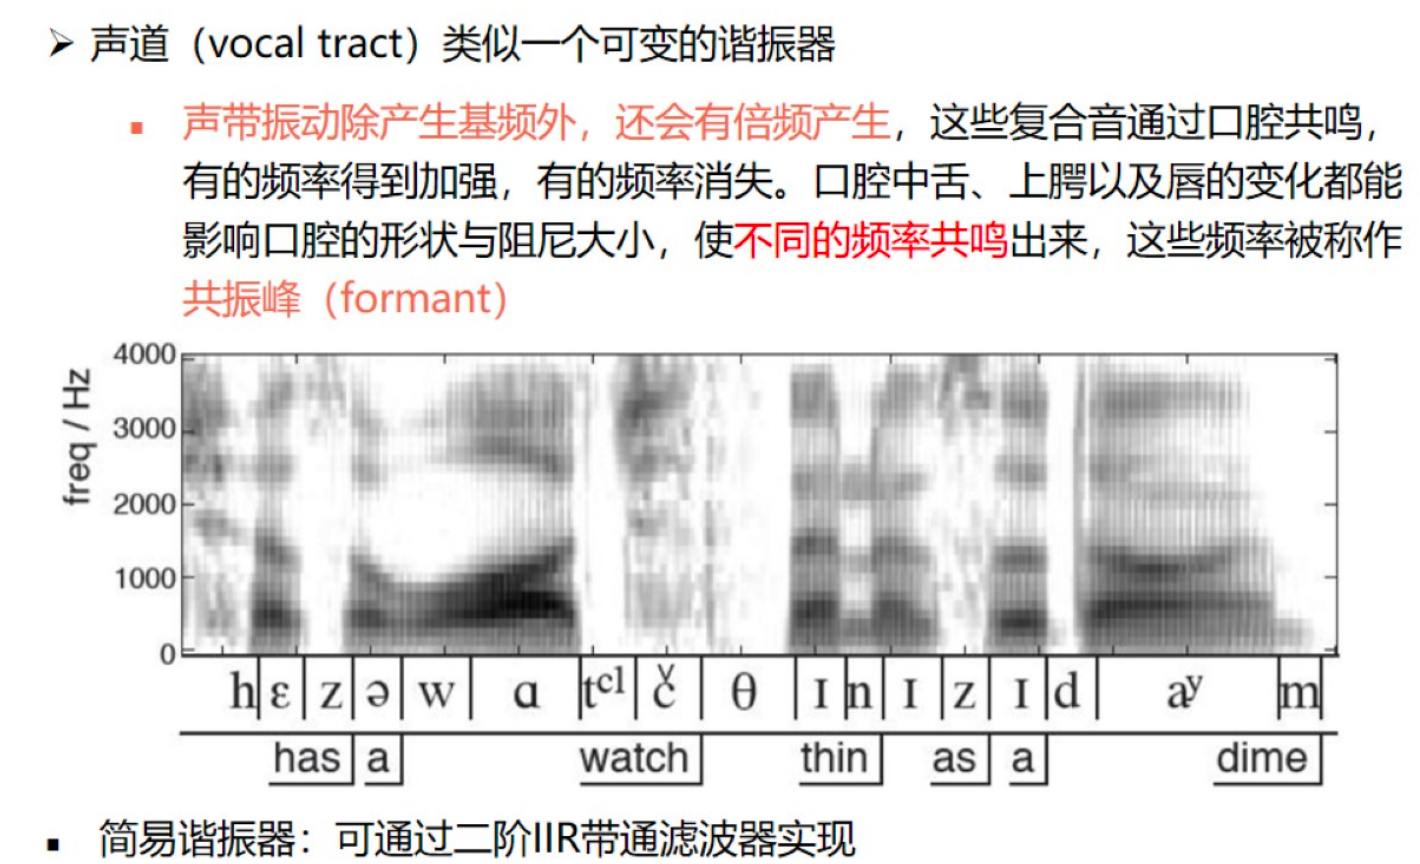 ➢ 声道（vocal tract）类似一个可变的谐振器
▪ 声带振动除产生基频外，还会有倍频产生，这些复合音通过口腔共鸣，
有的频率得到加强，有的频率消失。口腔中舌、上腭以及唇的变化都能
影响口腔的形状与阻尼大小，使不同的频率共鸣出来，这些频率被称作
共振峰（formant）
freq / Hz
4000
3000
2000
1000
0
h ɛ z ə w ɑ tcl č θ ɪ n ɪ z ɪ d ay m
has a watch thin as a dime
▪ 简易谐振器：可通过二阶IIR带通滤波器实现